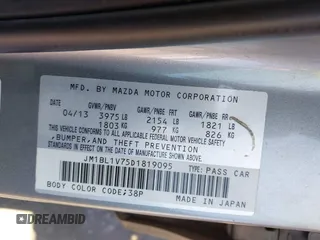 MFD. BY MAZDA MOTOR CORPORATION
GVWR/PNBV GAWR/PNBE FRT GAWR/PNBE RR
04/13 3975 LB 2154 LB 1821 LB
1803 KG 977 KG 826 KG
THIS VEHICLE CONFORMS TO ALL APPLICABLE FEDERAL MOTOR VEHICLE SAFETY,
BUMPER, AND THEFT PREVENTION
STANDARDS IN EFFECT ON THE DATE OF MANUFACTURE SHOWN ABOVE.
JM1BL1V75D1819095 TYPE: PASS CAR
BODY COLOR CODE: 38P MADE IN JAPAN
DREAMBID